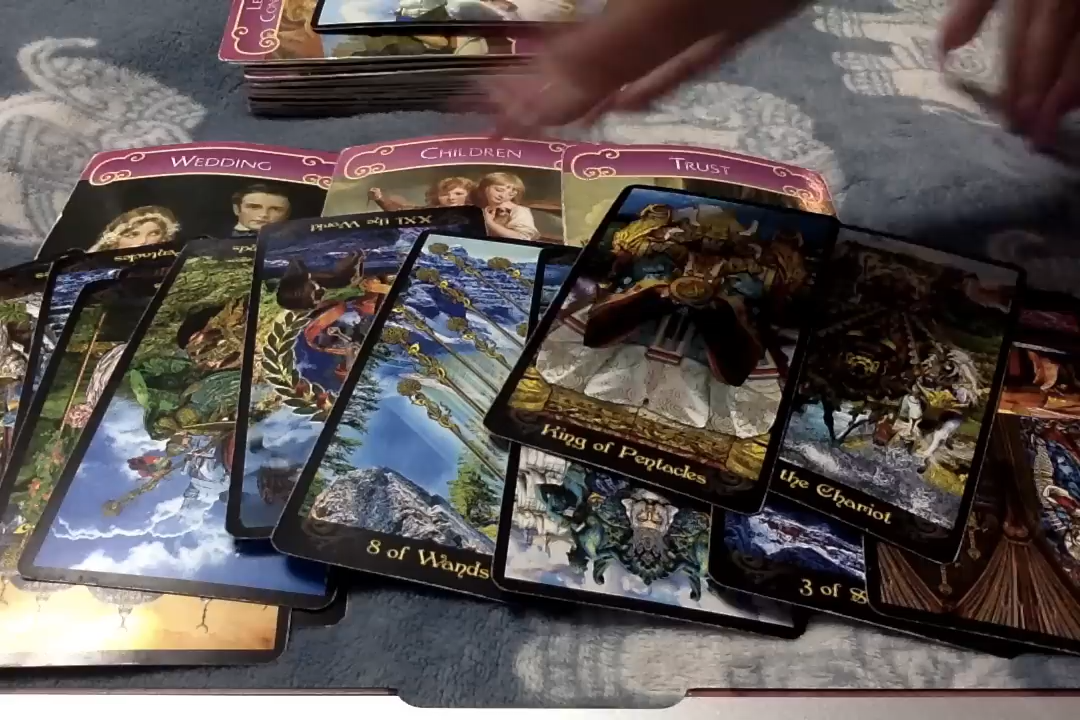 WEDDING
CHILDREN
TRUST
XXI the World
8 of Wands
King of Pentacles
the Chariot
3 of